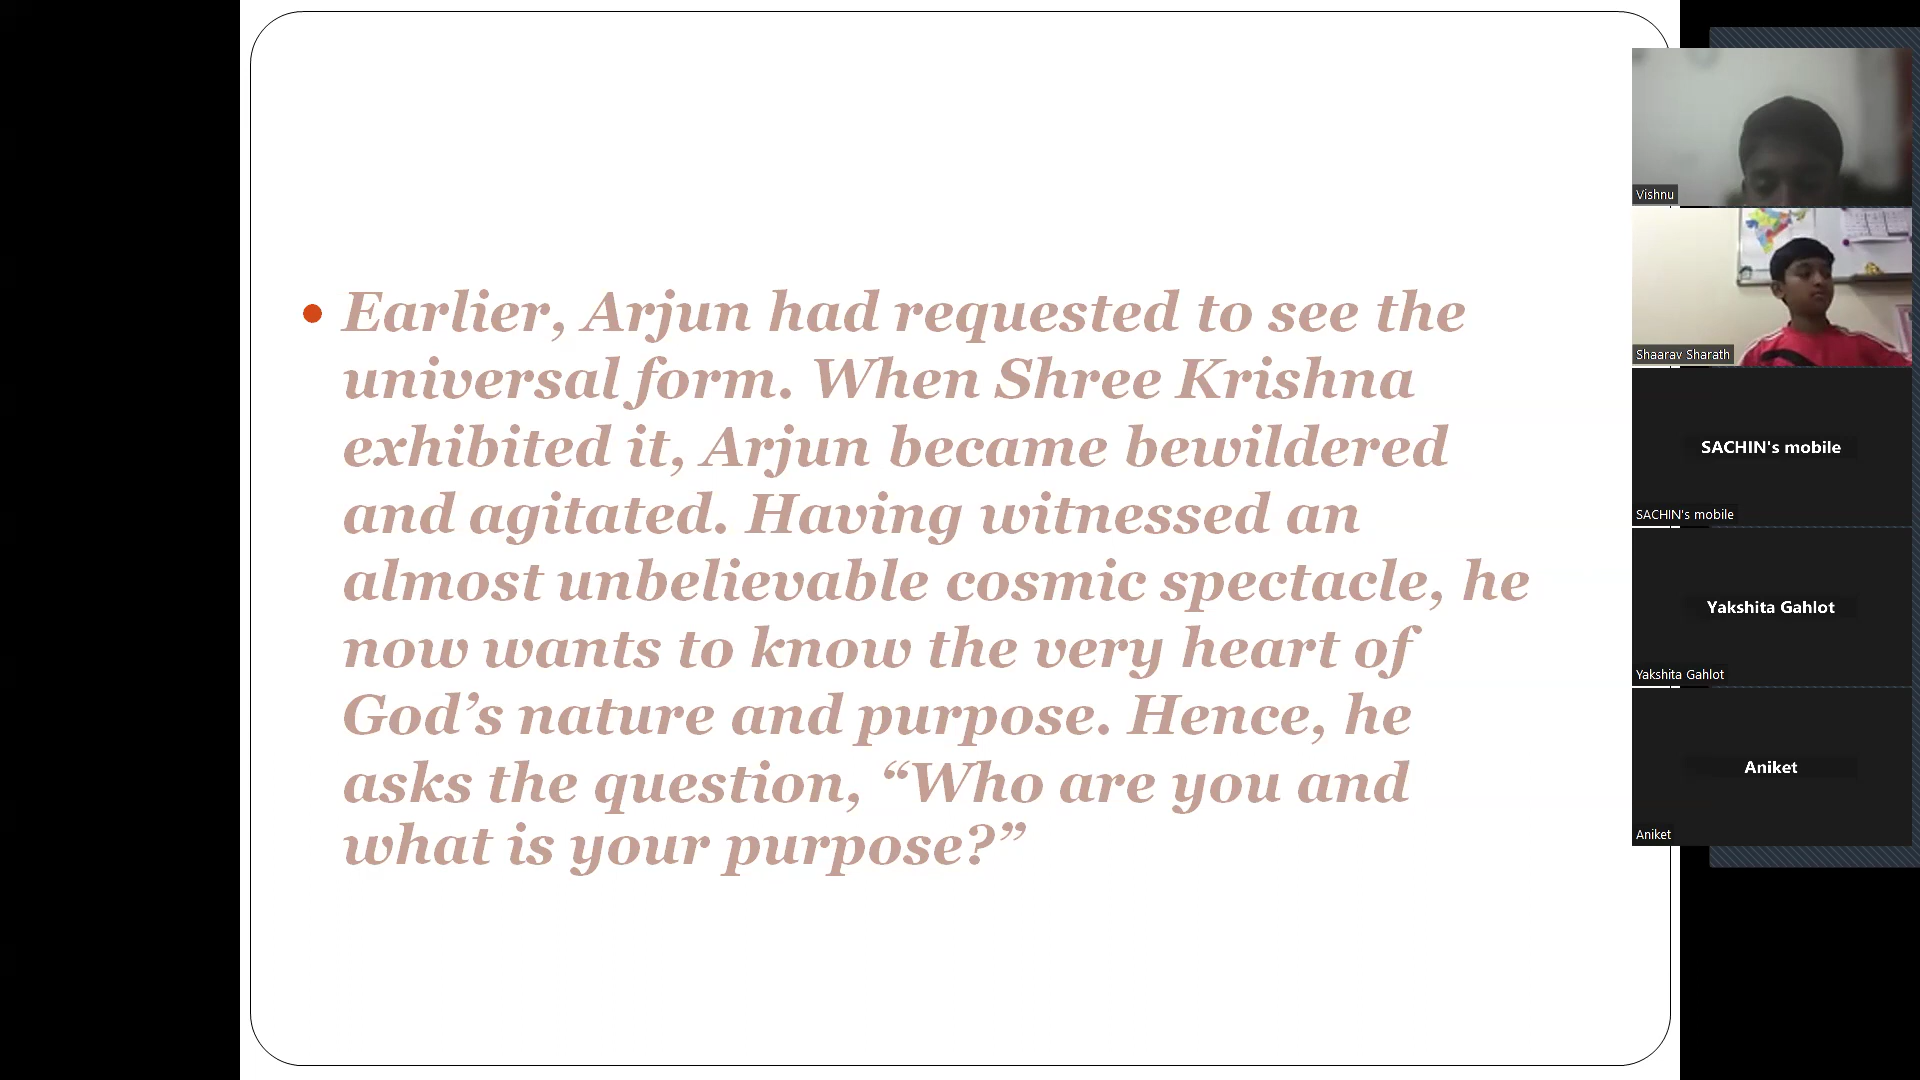 Earlier, Arjun had requested to see the
universal form. When Shree Krishna
exhibited it, Arjun became bewildered
and agitated. Having witnessed an
almost unbelievable cosmic spectacle, he
now wants to know the very heart of
God’s nature and purpose. Hence, he
asks the question, “Who are you and
what is your purpose?”
Vishnu
Shaarav Sharath
SACHIN's mobile
SACHIN's mobile
Yakshita Gahlot
Yakshita Gahlot
Aniket
Aniket